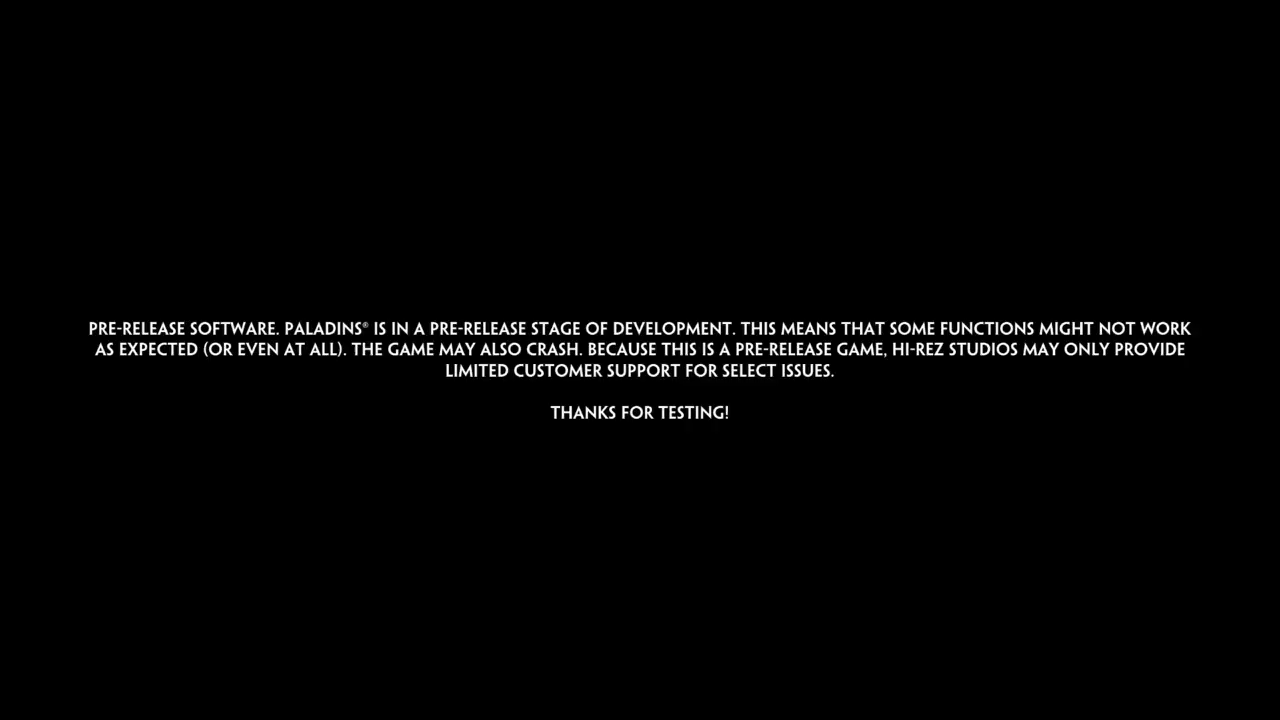 PRE-RELEASE SOFTWARE. PALADINS® IS IN A PRE-RELEASE STAGE OF DEVELOPMENT. THIS MEANS THAT SOME FUNCTIONS MIGHT NOT WORK
AS EXPECTED (OR EVEN AT ALL). THE GAME MAY ALSO CRASH. BECAUSE THIS IS A PRE-RELEASE GAME, HI-REZ STUDIOS MAY ONLY PROVIDE
LIMITED CUSTOMER SUPPORT FOR SELECT ISSUES.
THANKS FOR TESTING!